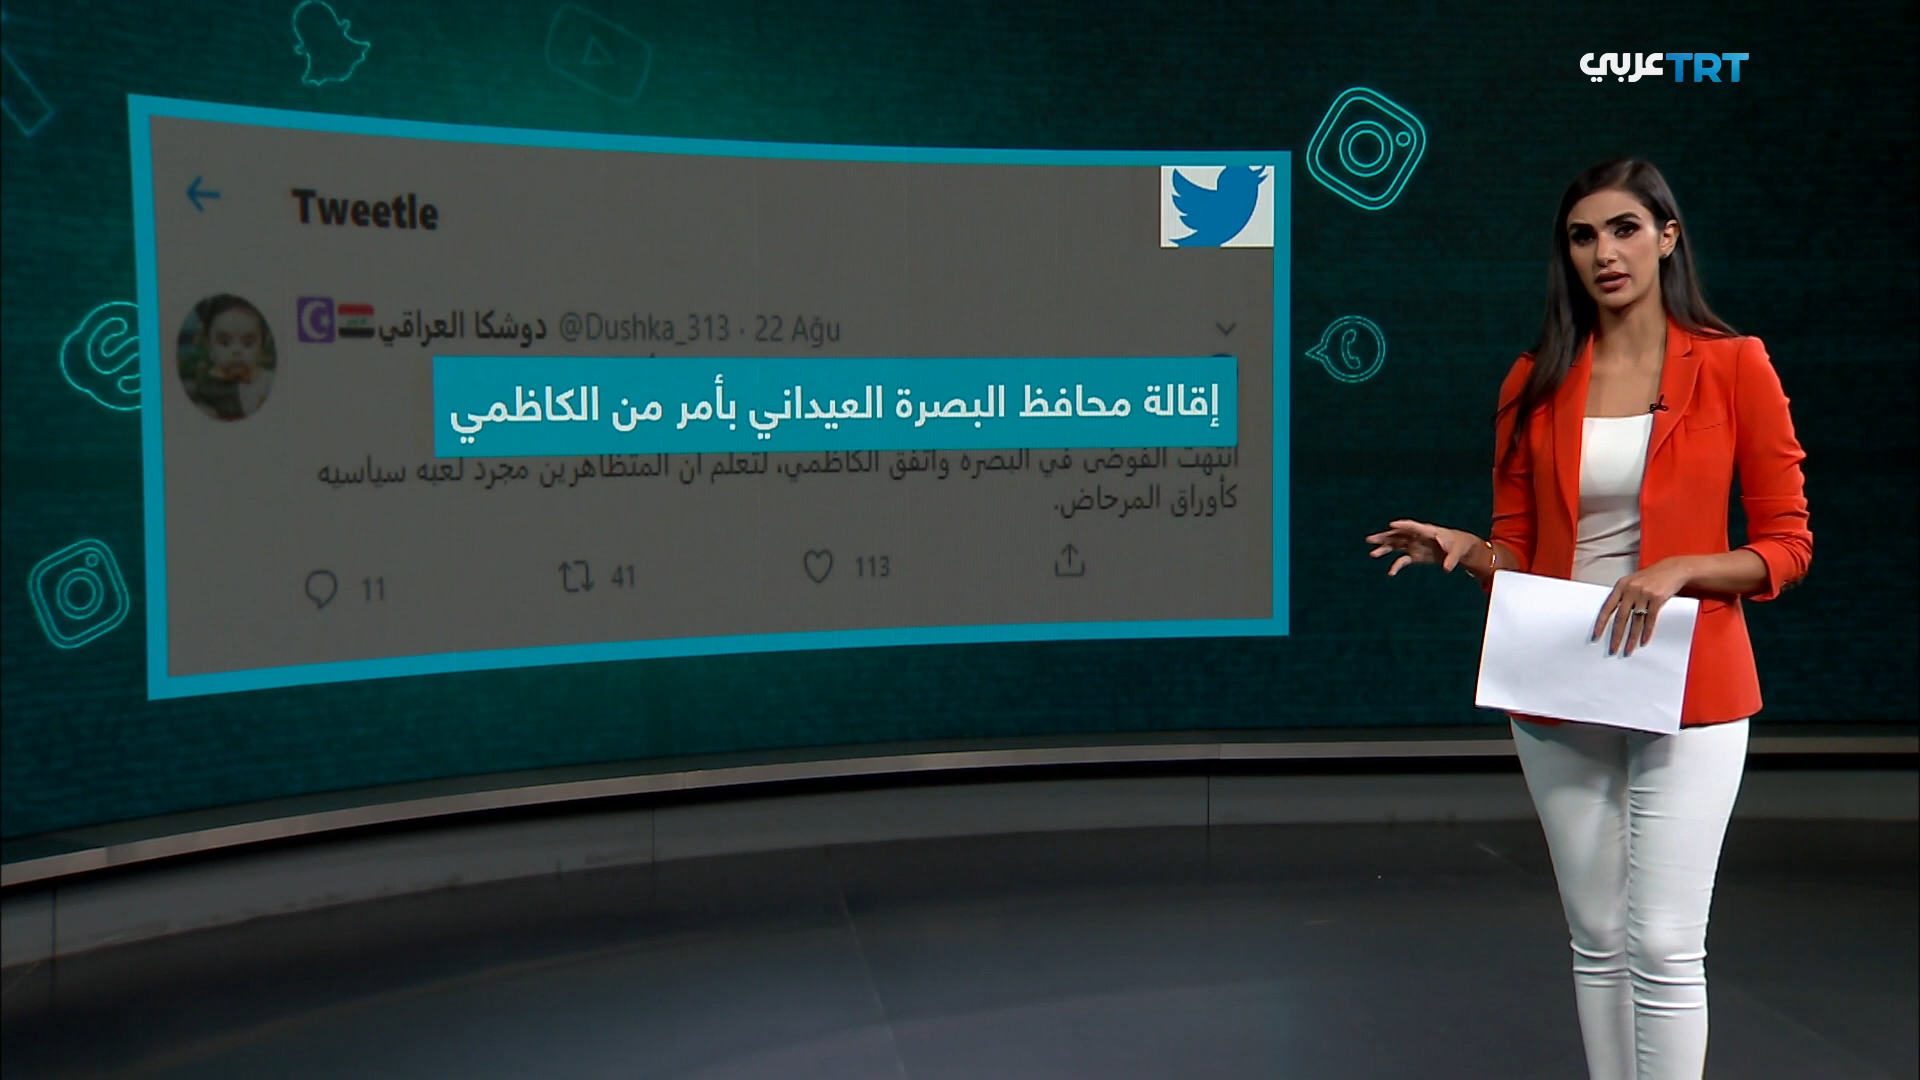 TRT عربي
Tweetle
دوشكا العراقي @Dushka_313 · 22 Ağu
إقالة محافظ البصرة العيداني بأمر من الكاظمي
انتهت الفوضى في البصرة واتفق الكاظمي، لتعلم ان المتظاهرين مجرد لعبه سياسيه
كأوراق المرحاض.
11 41 113